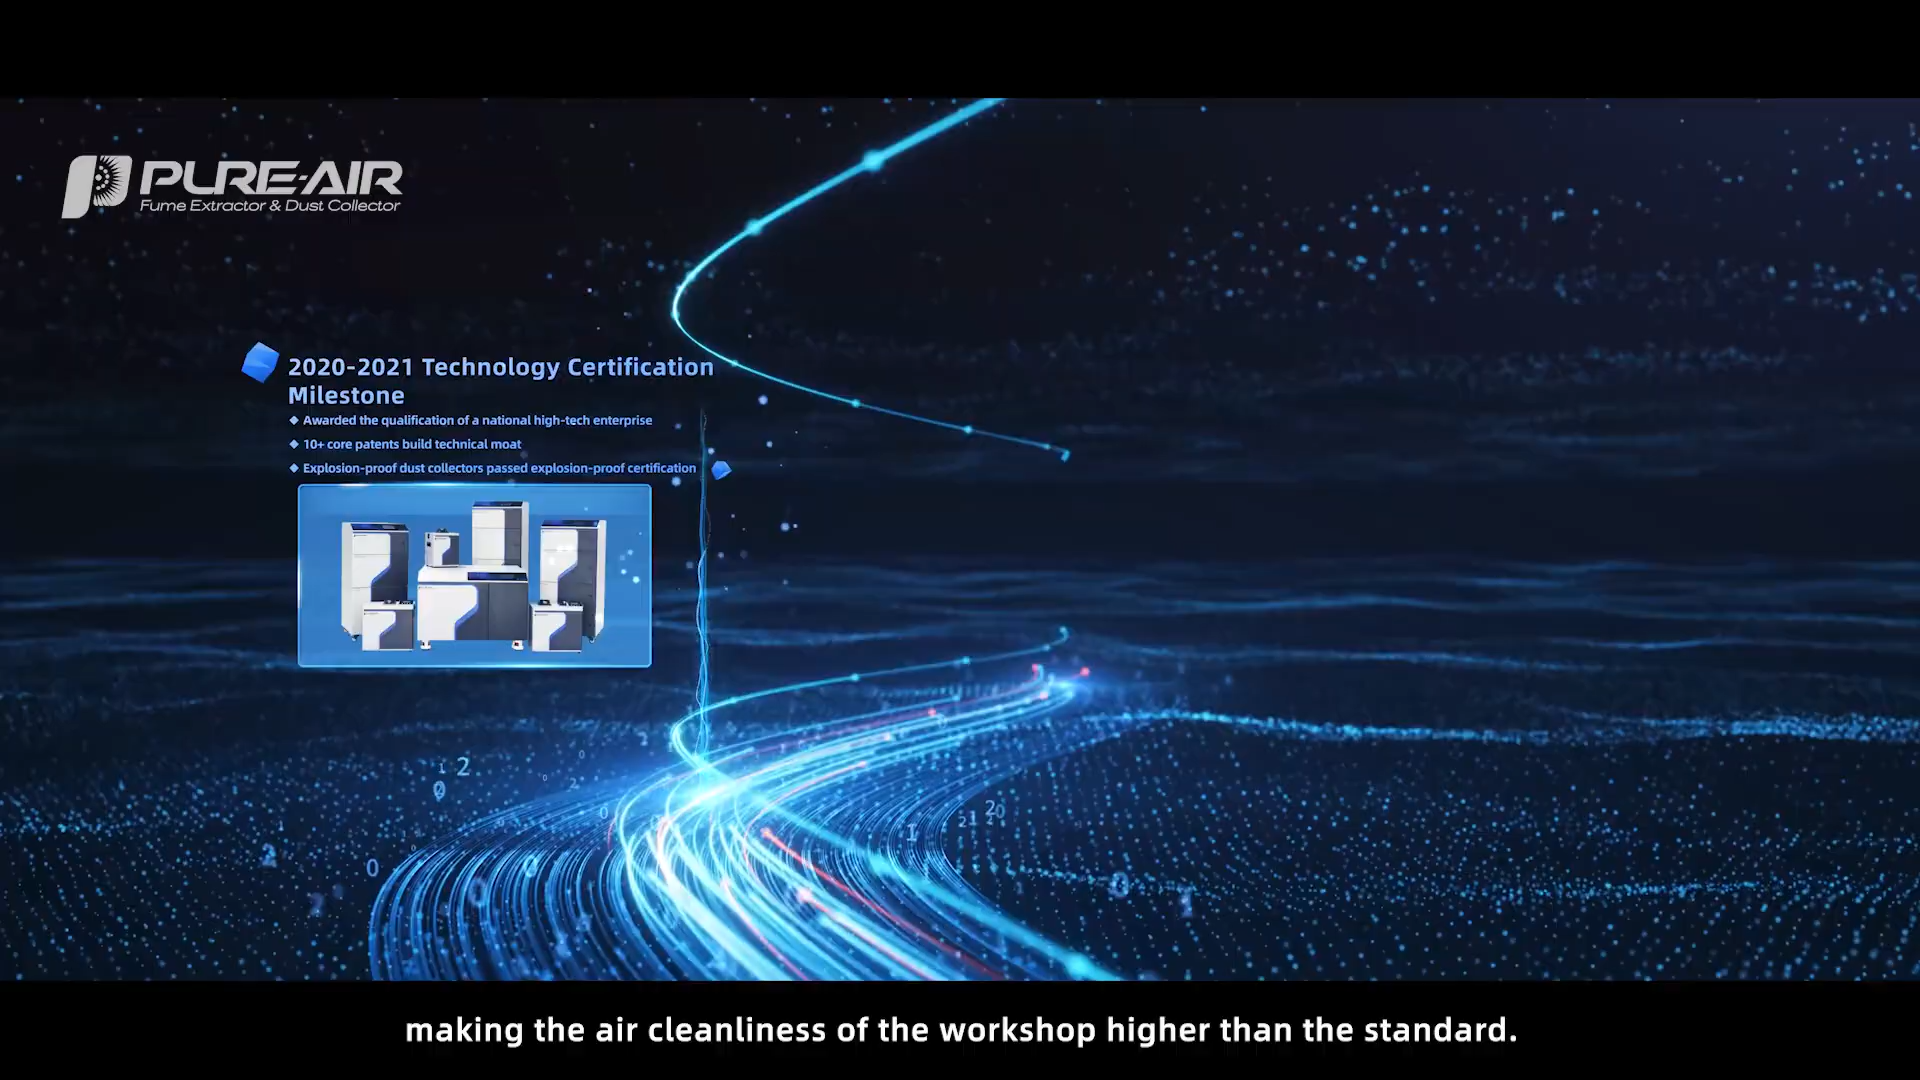 PURE-AIR
Fume Extractor & Dust Collector
2020-2021 Technology Certification
Milestone
◆ Awarded the qualification of a national high-tech enterprise
◆ 10+ core patents build technical moat
◆ Explosion-proof dust collectors passed explosion-proof certification
making the air cleanliness of the workshop higher than the standard.